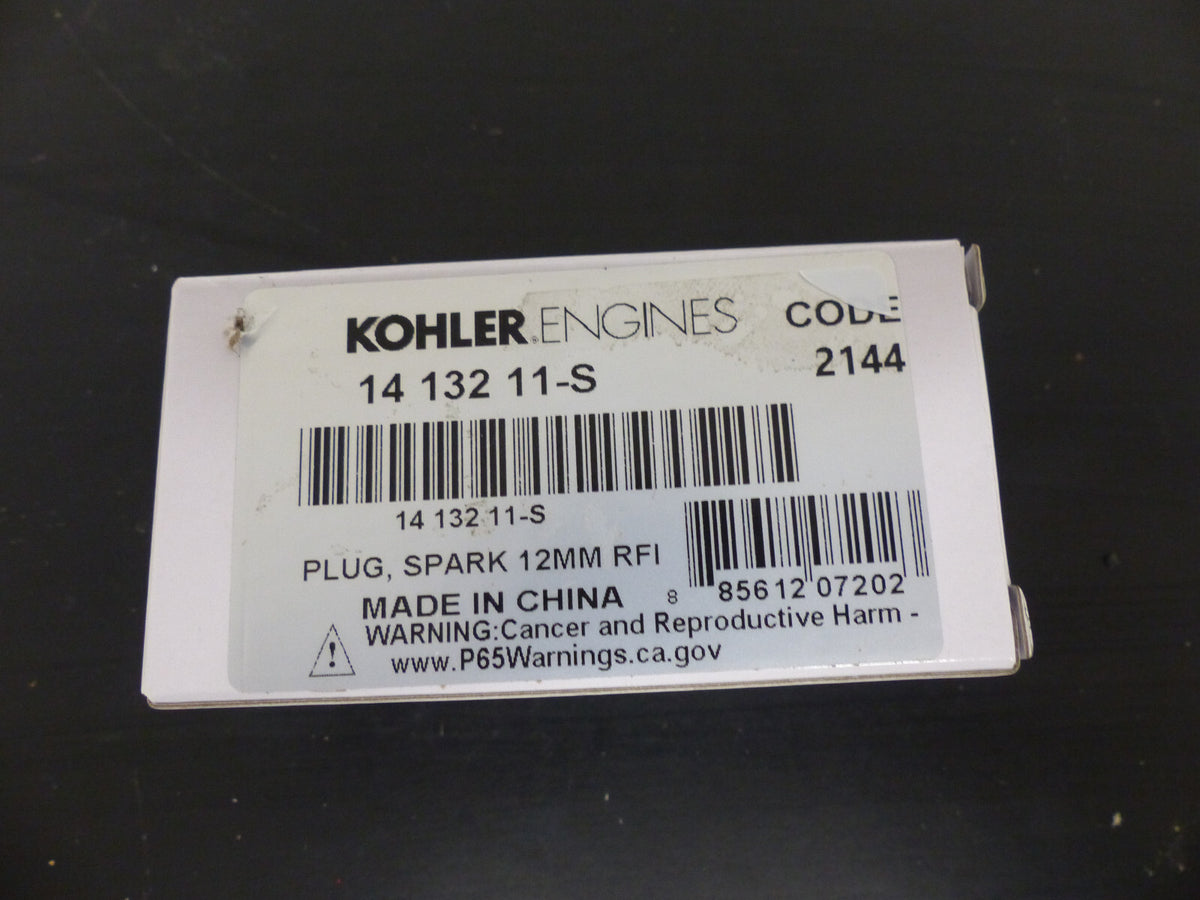 KOHLER.ENGINES CODE
14 132 11-S 2144
14 132 11-S
PLUG, SPARK 12MM RFI
8 85612 07202
MADE IN CHINA
WARNING:Cancer and Reproductive Harm -
www.P65Warnings.ca.gov